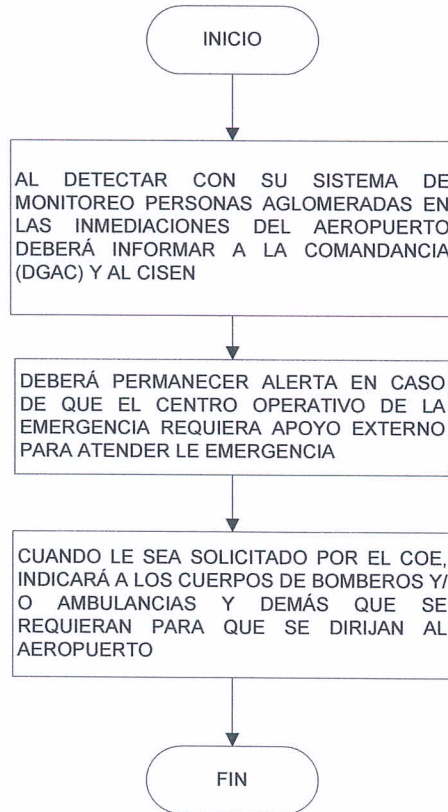 INICIO
AL DETECTAR CON SU SISTEMA DE
MONITOREO PERSONAS AGLOMERADAS EN
LAS INMEDIACIONES DEL AEROPUERTO
DEBERÁ INFORMAR A LA COMANDANCIA
(DGAC) Y AL CISEN
DEBERÁ PERMANECER ALERTA EN CASO
DE QUE EL CENTRO OPERATIVO DE LA
EMERGENCIA REQUIERA APOYO EXTERNO
PARA ATENDER LE EMERGENCIA
CUANDO LE SEA SOLICITADO POR EL COE,
INDICARÁ A LOS CUERPOS DE BOMBEROS Y/
O AMBULANCIAS Y DEMÁS QUE SE
REQUIERAN PARA QUE SE DIRIJAN AL
AEROPUERTO
FIN